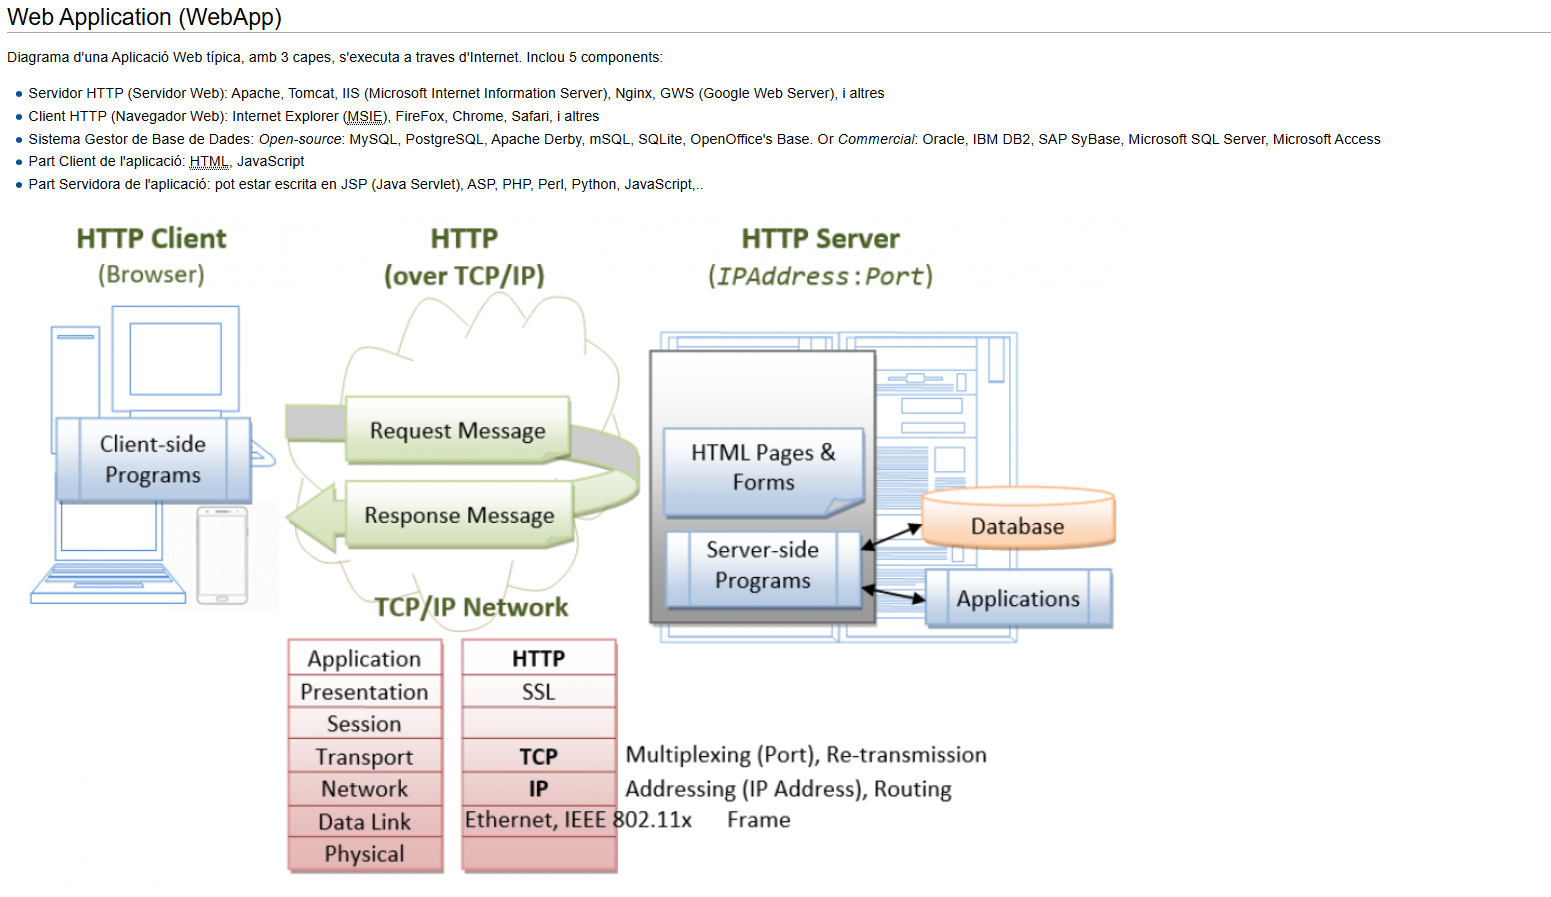 Web Application (WebApp)
Diagrama d'una Aplicació Web típica, amb 3 capes, s'executa a traves d'Internet. Inclou 5 components:
Servidor HTTP (Servidor Web): Apache, Tomcat, IIS (Microsoft Internet Information Server), Nginx, GWS (Google Web Server), i altres
Client HTTP (Navegador Web): Internet Explorer (MSIE), FireFox, Chrome, Safari, i altres
Sistema Gestor de Base de Dades: Open-source: MySQL, PostgreSQL, Apache Derby, mSQL, SQLite, OpenOffice's Base. Or Commercial: Oracle, IBM DB2, SAP SyBase, Microsoft SQL Server, Microsoft Access
Part Client de l'aplicació: HTML, JavaScript
Part Servidora de l'aplicació: pot estar escrita en JSP (Java Servlet), ASP, PHP, Perl, Python, JavaScript,..
HTTP Client
(Browser)
HTTP
(over TCP/IP)
HTTP Server
(IPAddress:Port)
Client-side
Programs
Request Message
Response Message
HTML Pages &
Forms
Server-side
Programs
Database
Applications
TCP/IP Network
Application HTTP
Presentation SSL
Session
Transport TCP Multiplexing (Port), Re-transmission
Network IP Addressing (IP Address), Routing
Data Link Ethernet, IEEE 802.11x Frame
Physical